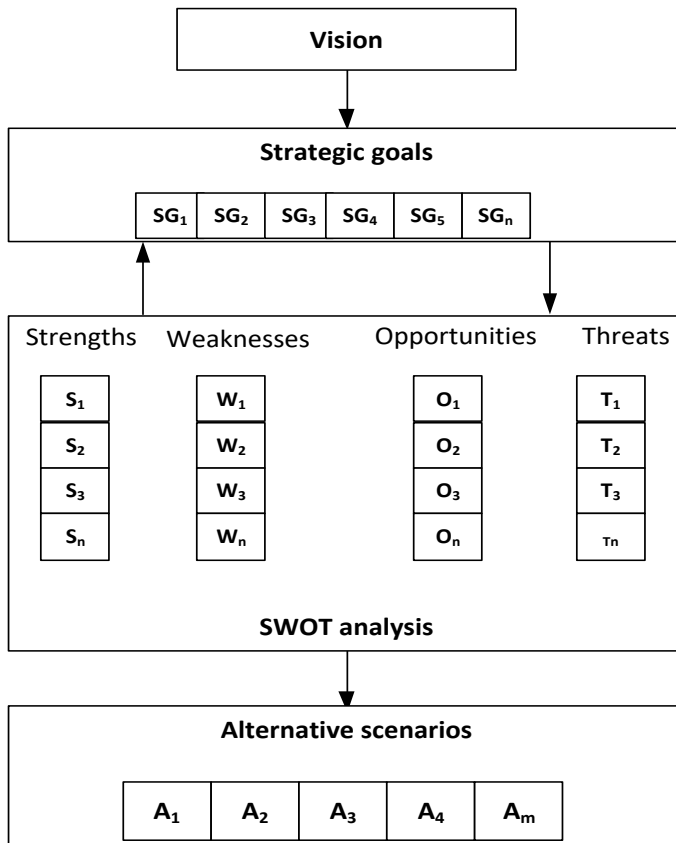 Vision
Strategic goals
SG₁ SG₂ SG₃ SG₄ SG₅ SGₙ
Strengths Weaknesses Opportunities Threats
S₁ W₁ O₁ T₁
S₂ W₂ O₂ T₂
S₃ W₃ O₃ T₃
Sₙ Wₙ Oₙ Tn
SWOT analysis
Alternative scenarios
A₁ A₂ A₃ A₄ Aₘ